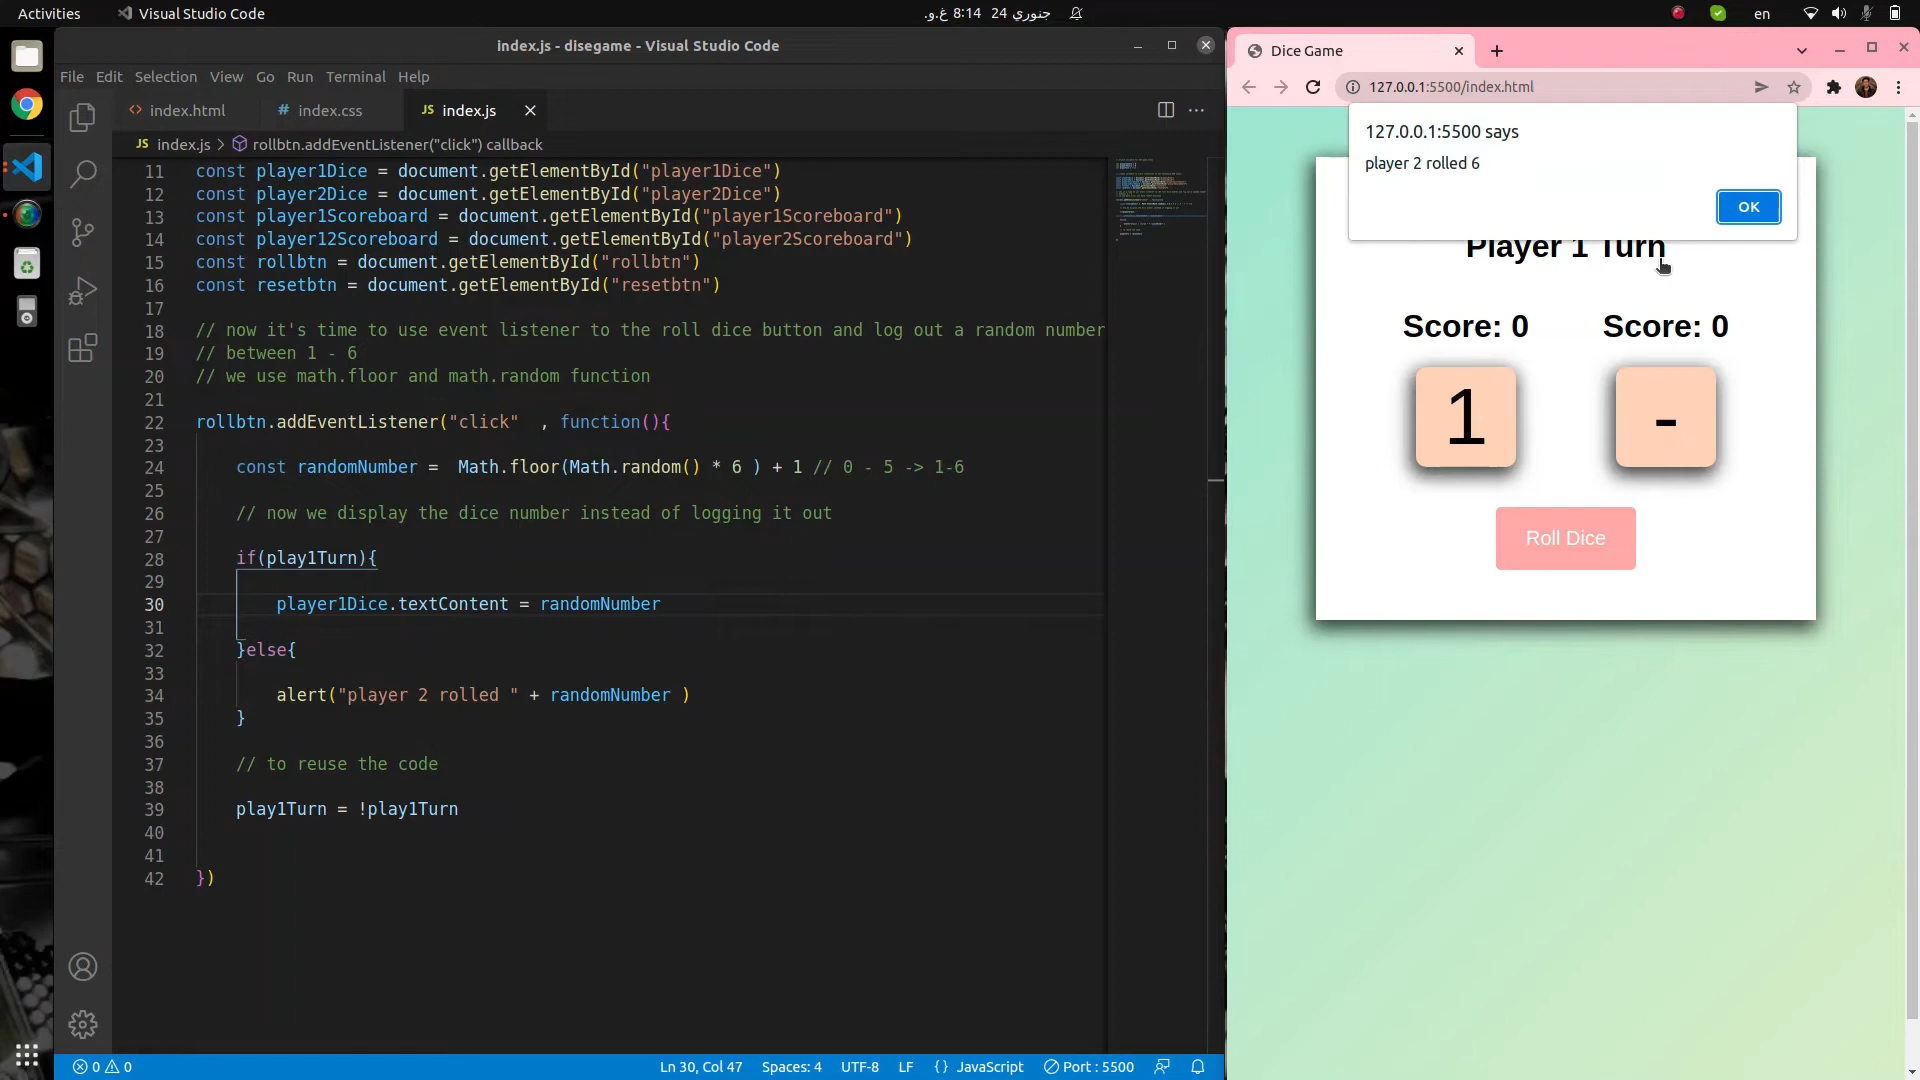 Activities
Visual Studio Code
جنوري 24  8:14 غ.و.
en
index.js - disegame - Visual Studio Code
File Edit Selection View Go Run Terminal Help
index.html
# index.css
JS index.js
JS index.js > rollbtn.addEventListener("click") callback
11 const player1Dice = document.getElementById("player1Dice")
12 const player2Dice = document.getElementById("player2Dice")
13 const player1Scoreboard = document.getElementById("player1Scoreboard")
14 const player12Scoreboard = document.getElementById("player2Scoreboard")
15 const rollbtn = document.getElementById("rollbtn")
16 const resetbtn = document.getElementById("resetbtn")
17
18 // now it's time to use event listener to the roll dice button and log out a random number
19 // between 1 - 6
20 // we use math.floor and math.random function
21
22 rollbtn.addEventListener("click"  , function(){
23
24 const randomNumber =  Math.floor(Math.random() * 6 ) + 1 // 0 - 5 -> 1-6
25
26 // now we display the dice number instead of logging it out
27
28 if(play1Turn){
29
30 player1Dice.textContent = randomNumber
31
32 }else{
33
34 alert("player 2 rolled " + randomNumber )
35 }
36
37 // to reuse the code
38
39 play1Turn = !play1Turn
40
41
42 })
0 0
Ln 30, Col 47
Spaces: 4
UTF-8
LF
{} JavaScript
Port : 5500
Dice Game
127.0.0.1:5500/index.html
127.0.0.1:5500 says
player 2 rolled 6
OK
Player 1 Turn
Score: 0
Score: 0
1
-
Roll Dice